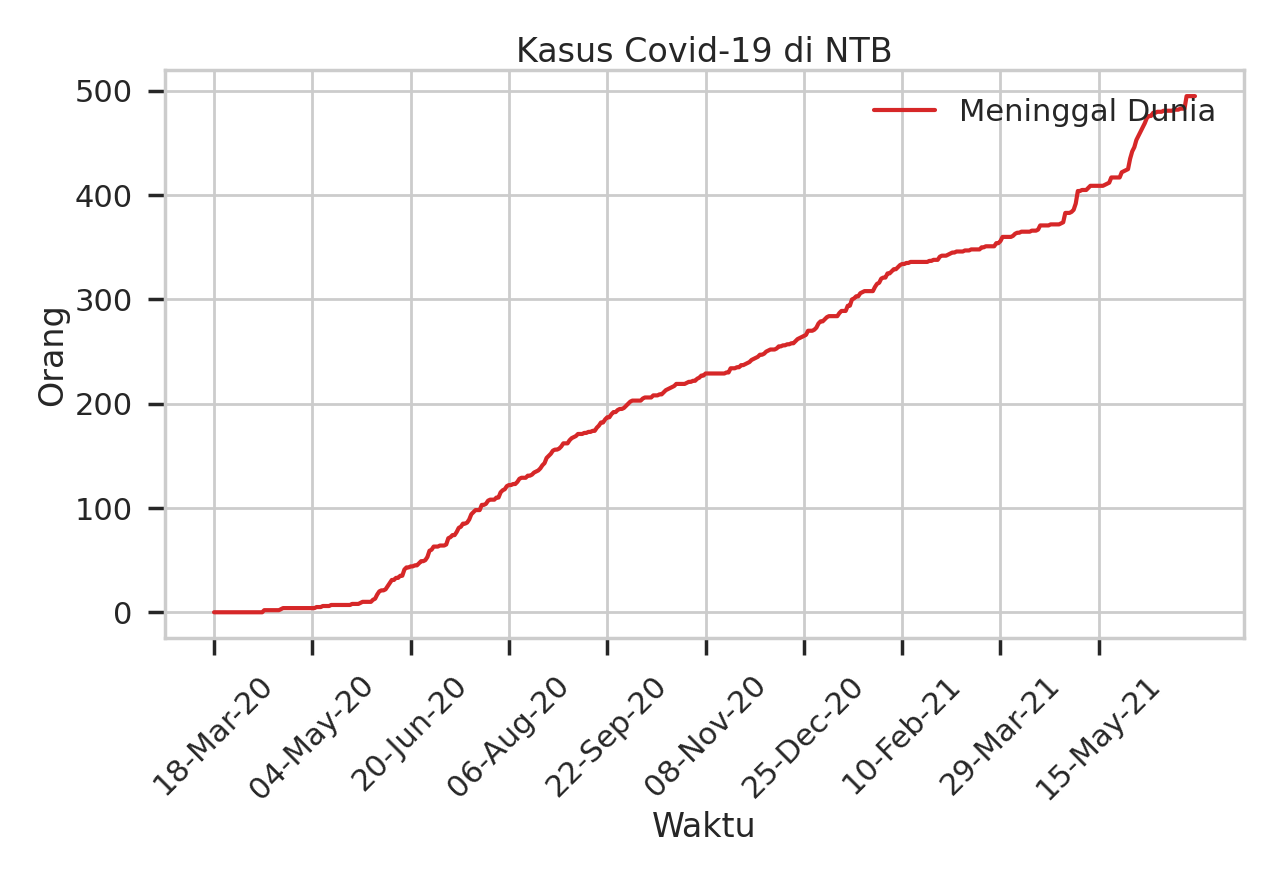 Kasus Covid-19 di NTB
Meninggal Dunia
500
400
300
200
100
0
Orang
18-Mar-20
04-May-20
20-Jun-20
06-Aug-20
22-Sep-20
08-Nov-20
25-Dec-20
10-Feb-21
29-Mar-21
15-May-21
Waktu